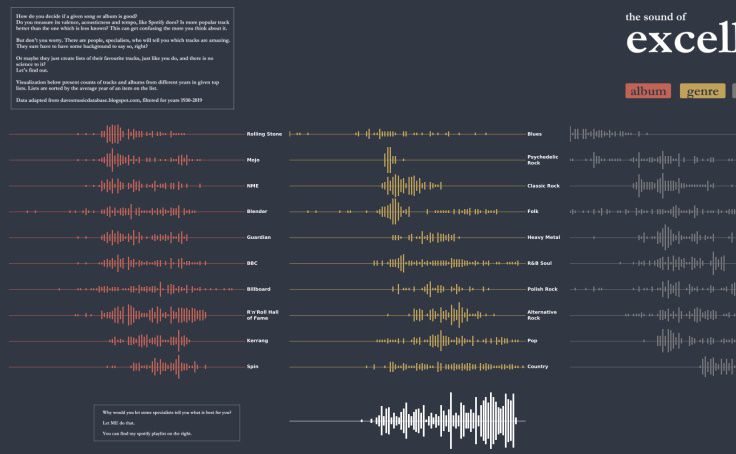 How do you decide if a given song or album is good?
Do you measure its valence, acousticness and tempo, like Spotify does? Is more popular track
better than the one which is less known? This can get confusing the more you think about it.
But don't you worry. There are people, specialists, who will tell you which tracks are amazing.
They sure have to have some background to say so, right?
Or maybe they just create lists of their favourite tracks, just like you do, and there is no
science to it?
Let's find out.
Visualization below present counts of tracks and albums from different years in given top
lists. Lists are sorted by the average year of an item on the list.
Data adapted from davesmusicdatabase.blogspot.com, filtered for years 1930-2019
the sound of
excell
album genre
Rolling Stone
Mojo
NME
Blender
Guardian
BBC
Billboard
R'n'Roll Hall
of Fame
Kerrang
Spin
Blues
Psychedelic
Rock
Classic Rock
Folk
Heavy Metal
R&B Soul
Polish Rock
Alternative
Rock
Pop
Country
Why would you let some specialists tell you what is best for you?
Let ME do that.
You can find my spotify playlist on the right.